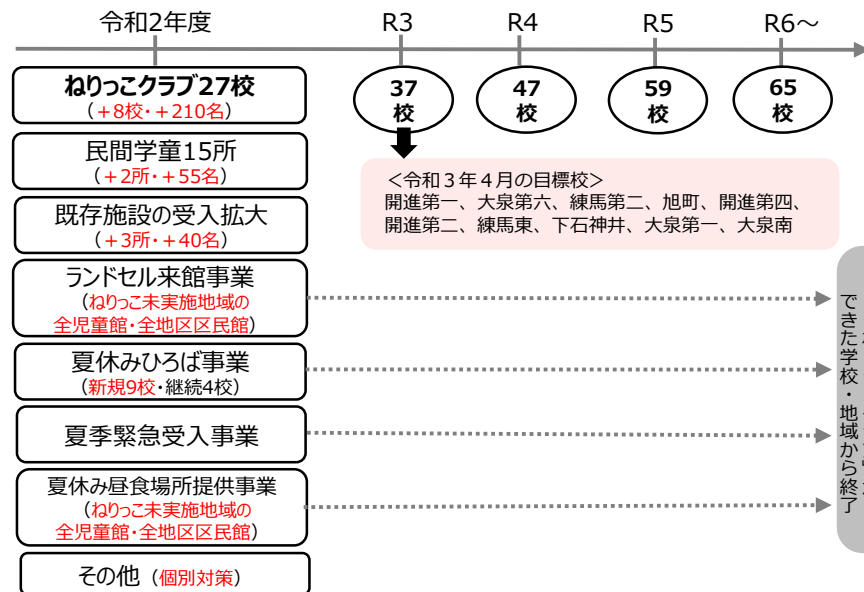 令和2年度
R3
R4
R5
R6～
ねりっこクラブ27校
（+8校・+210名）
37
校
47
校
59
校
65
校
民間学童15所
（+2所・+55名）
＜令和３年４月の目標校＞
開進第一、大泉第六、練馬第二、旭町、開進第四、
開進第二、練馬東、下石神井、大泉第一、大泉南
既存施設の受入拡大
（+3所・+40名）
ランドセル来館事業
（ねりっこ未実施地域の
全児童館・全地区区民館）
夏休みひろば事業
（新規9校・継続4校）
夏季緊急受入事業
夏休み昼食場所提供事業
（ねりっこ未実施地域の
全児童館・全地区区民館）
その他（個別対策）
できた学校・地域から終了